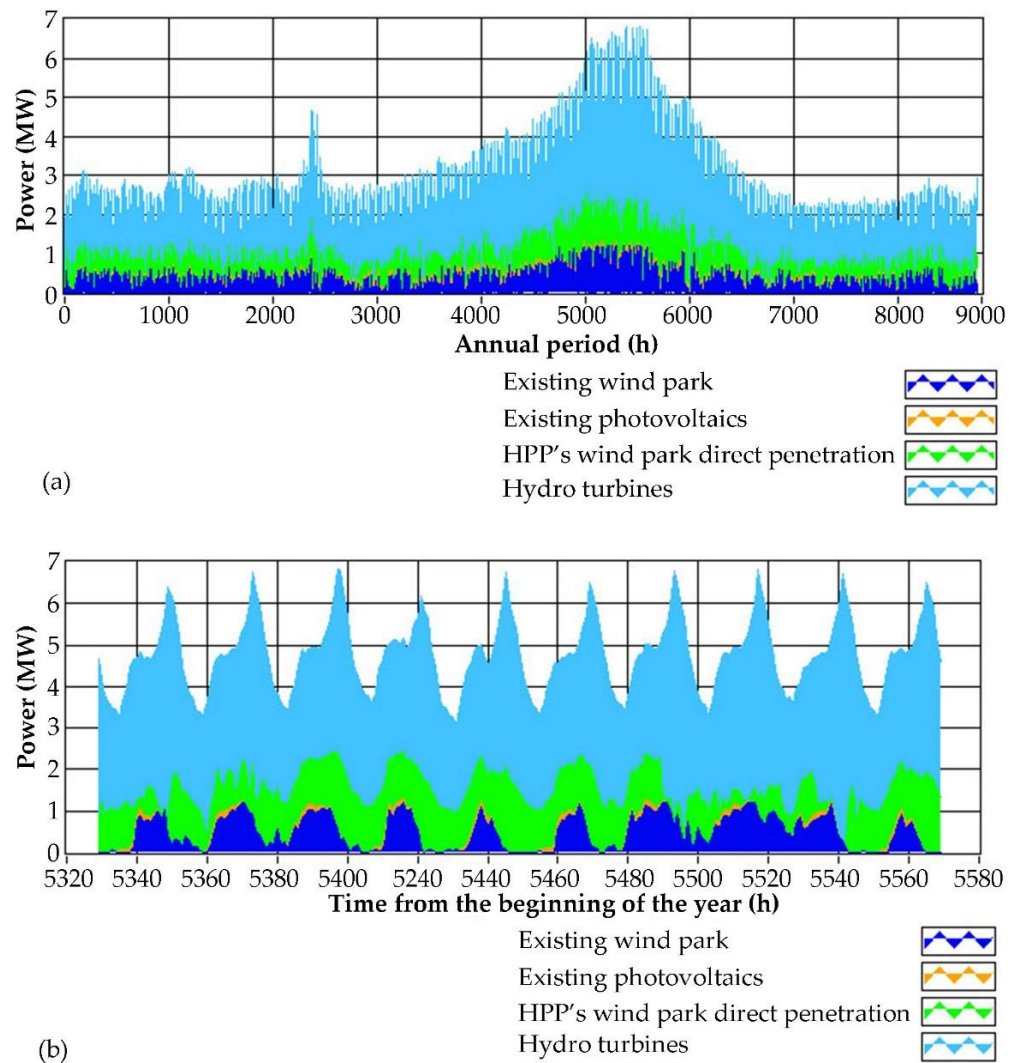 7
6
5
4
3
2
1
0
Power (MW)
0 1000 2000 3000 4000 5000 6000 7000 8000 9000
Annual period (h)
Existing wind park
Existing photovoltaics
HPP's wind park direct penetration
Hydro turbines
(a)
7
6
5
4
3
2
1
0
Power (MW)
5320 5340 5360 5380 5400 5240 5440 5460 5480 5500 5520 5540 5560 5580
Time from the beginning of the year (h)
Existing wind park
Existing photovoltaics
HPP's wind park direct penetration
Hydro turbines
(b)